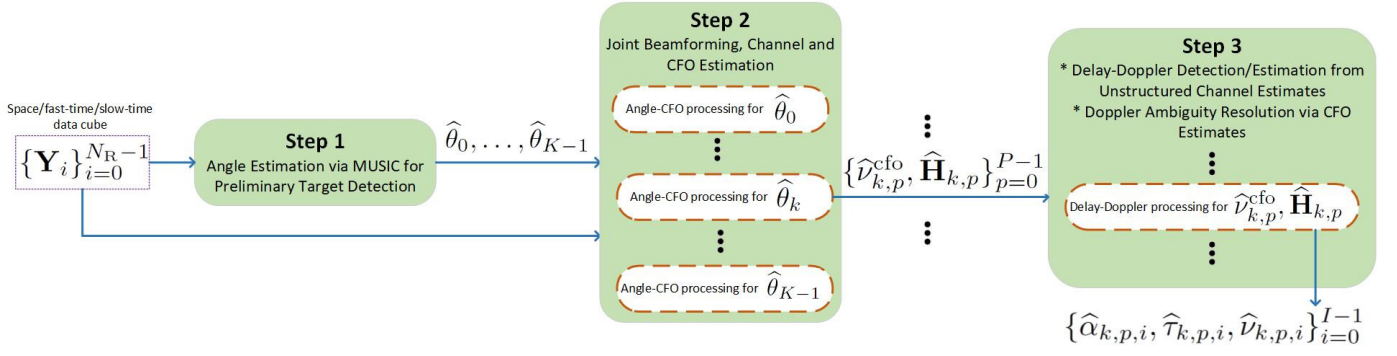 Space/fast-time/slow-time
data cube
{Y_i}_{i=0}^{N_R−1}
Step 1
Angle Estimation via MUSIC for
Preliminary Target Detection
θ̂_0, …, θ̂_{K−1}
Step 2
Joint Beamforming, Channel and
CFO Estimation
Angle-CFO processing for θ̂_0
Angle-CFO processing for θ̂_k
Angle-CFO processing for θ̂_{K−1}
{ν̂_{k,p}^{cfo}, Ĥ_{k,p}}_{p=0}^{P−1}
Step 3
* Delay-Doppler Detection/Estimation from
Unstructured Channel Estimates
* Doppler Ambiguity Resolution via CFO
Estimates
Delay-Doppler processing for ν̂_{k,p}^{cfo}, Ĥ_{k,p}
{α̂_{k,p,i}, τ̂_{k,p,i}, ν̂_{k,p,i}}_{i=0}^{I−1}